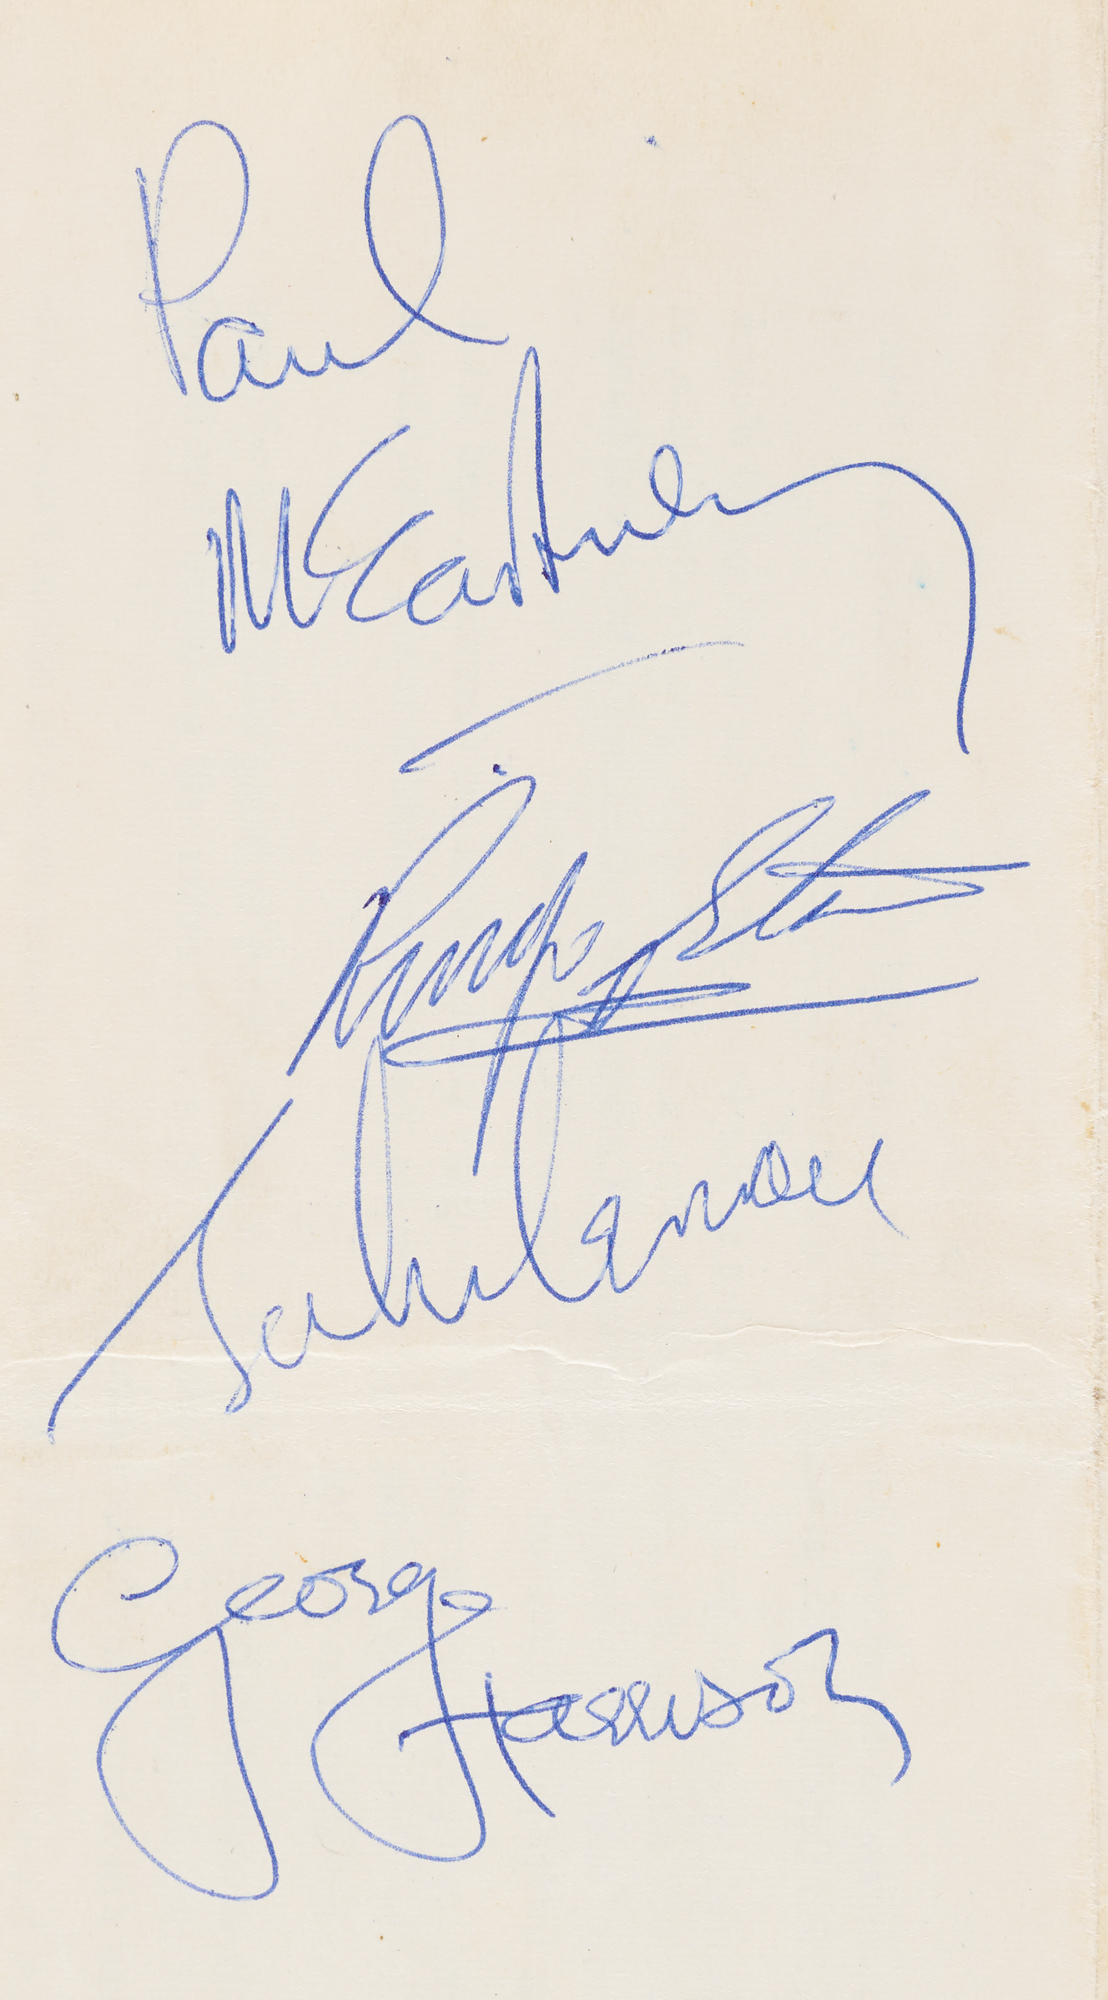 Paul
McCartney
Ringo Starr
John Lennon
George
Harrison